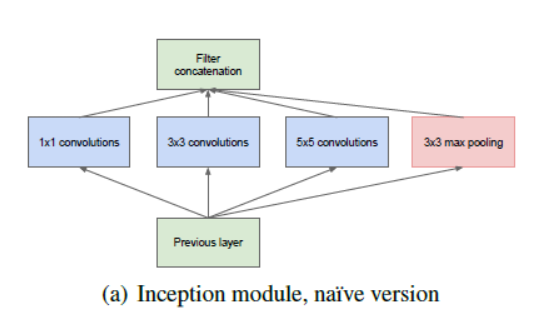 Filter
concatenation
1x1 convolutions
3x3 convolutions
5x5 convolutions
3x3 max pooling
Previous layer
(a) Inception module, naïve version